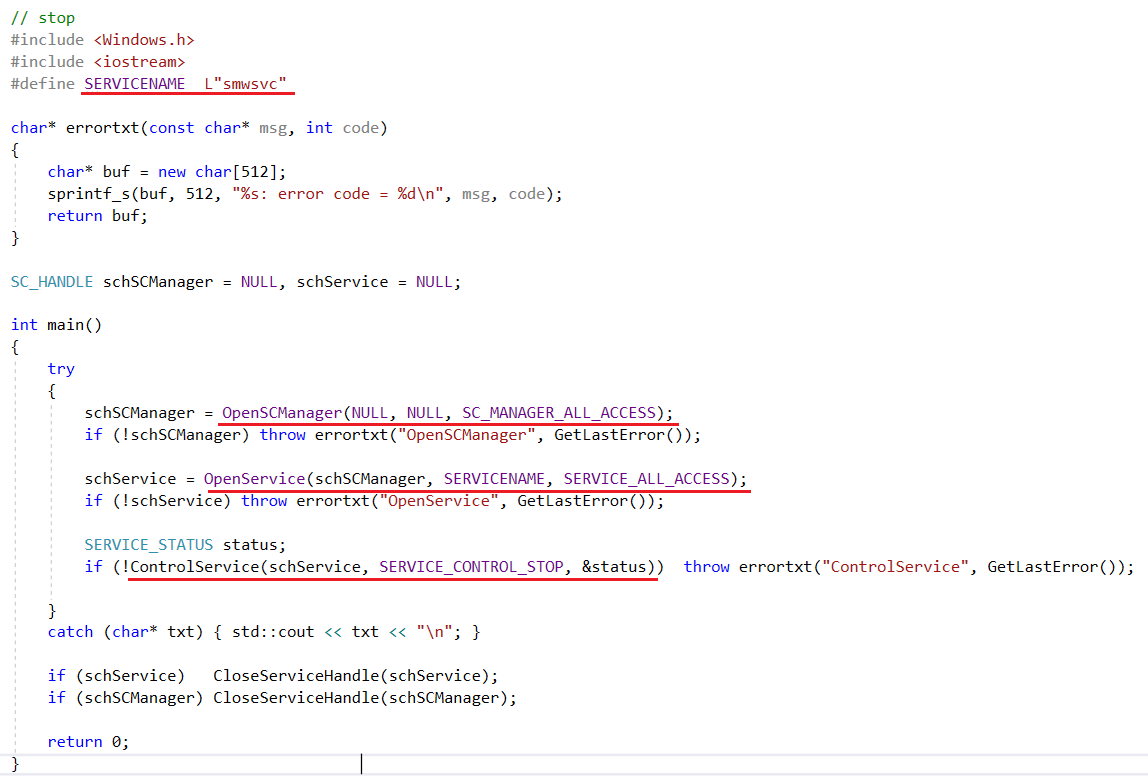 // stop
#include <Windows.h>
#include <iostream>
#define SERVICENAME  L"smwsvc"

char* errortxt(const char* msg, int code)
{
    char* buf = new char[512];
    sprintf_s(buf, 512, "%s: error code = %d\n", msg, code);
    return buf;
}

SC_HANDLE schSCManager = NULL, schService = NULL;

int main()
{
    try
    {
        schSCManager = OpenSCManager(NULL, NULL, SC_MANAGER_ALL_ACCESS);
        if (!schSCManager) throw errortxt("OpenSCManager", GetLastError());

        schService = OpenService(schSCManager, SERVICENAME, SERVICE_ALL_ACCESS);
        if (!schService) throw errortxt("OpenService", GetLastError());

        SERVICE_STATUS status;
        if (!ControlService(schService, SERVICE_CONTROL_STOP, &status))  throw errortxt("ControlService", GetLastError());

    }
    catch (char* txt) { std::cout << txt << "\n"; }

    if (schService)   CloseServiceHandle(schService);
    if (schSCManager) CloseServiceHandle(schSCManager);

    return 0;
}